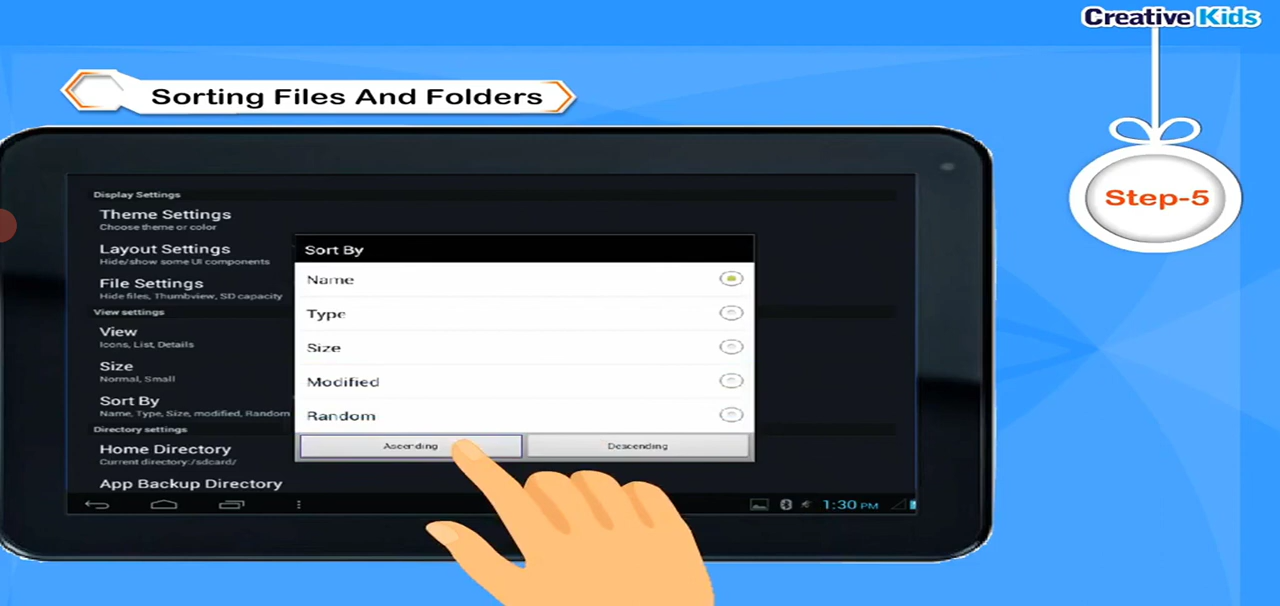 Creative Kids
Sorting Files And Folders
Step-5
Display Settings
Theme Settings
Choose theme or color
Layout Settings
Hide/show some UI components
File Settings
Hide files, Thumbview, SD capacity
View settings
View
Icons, List, Details
Size
Normal, Small
Sort By
Name, Type, Size, modified, Random
Directory settings
Home Directory
Current directory:/sdcard/
App Backup Directory
Sort By
Name
Type
Size
Modified
Random
Ascending
Descending
1:30 PM